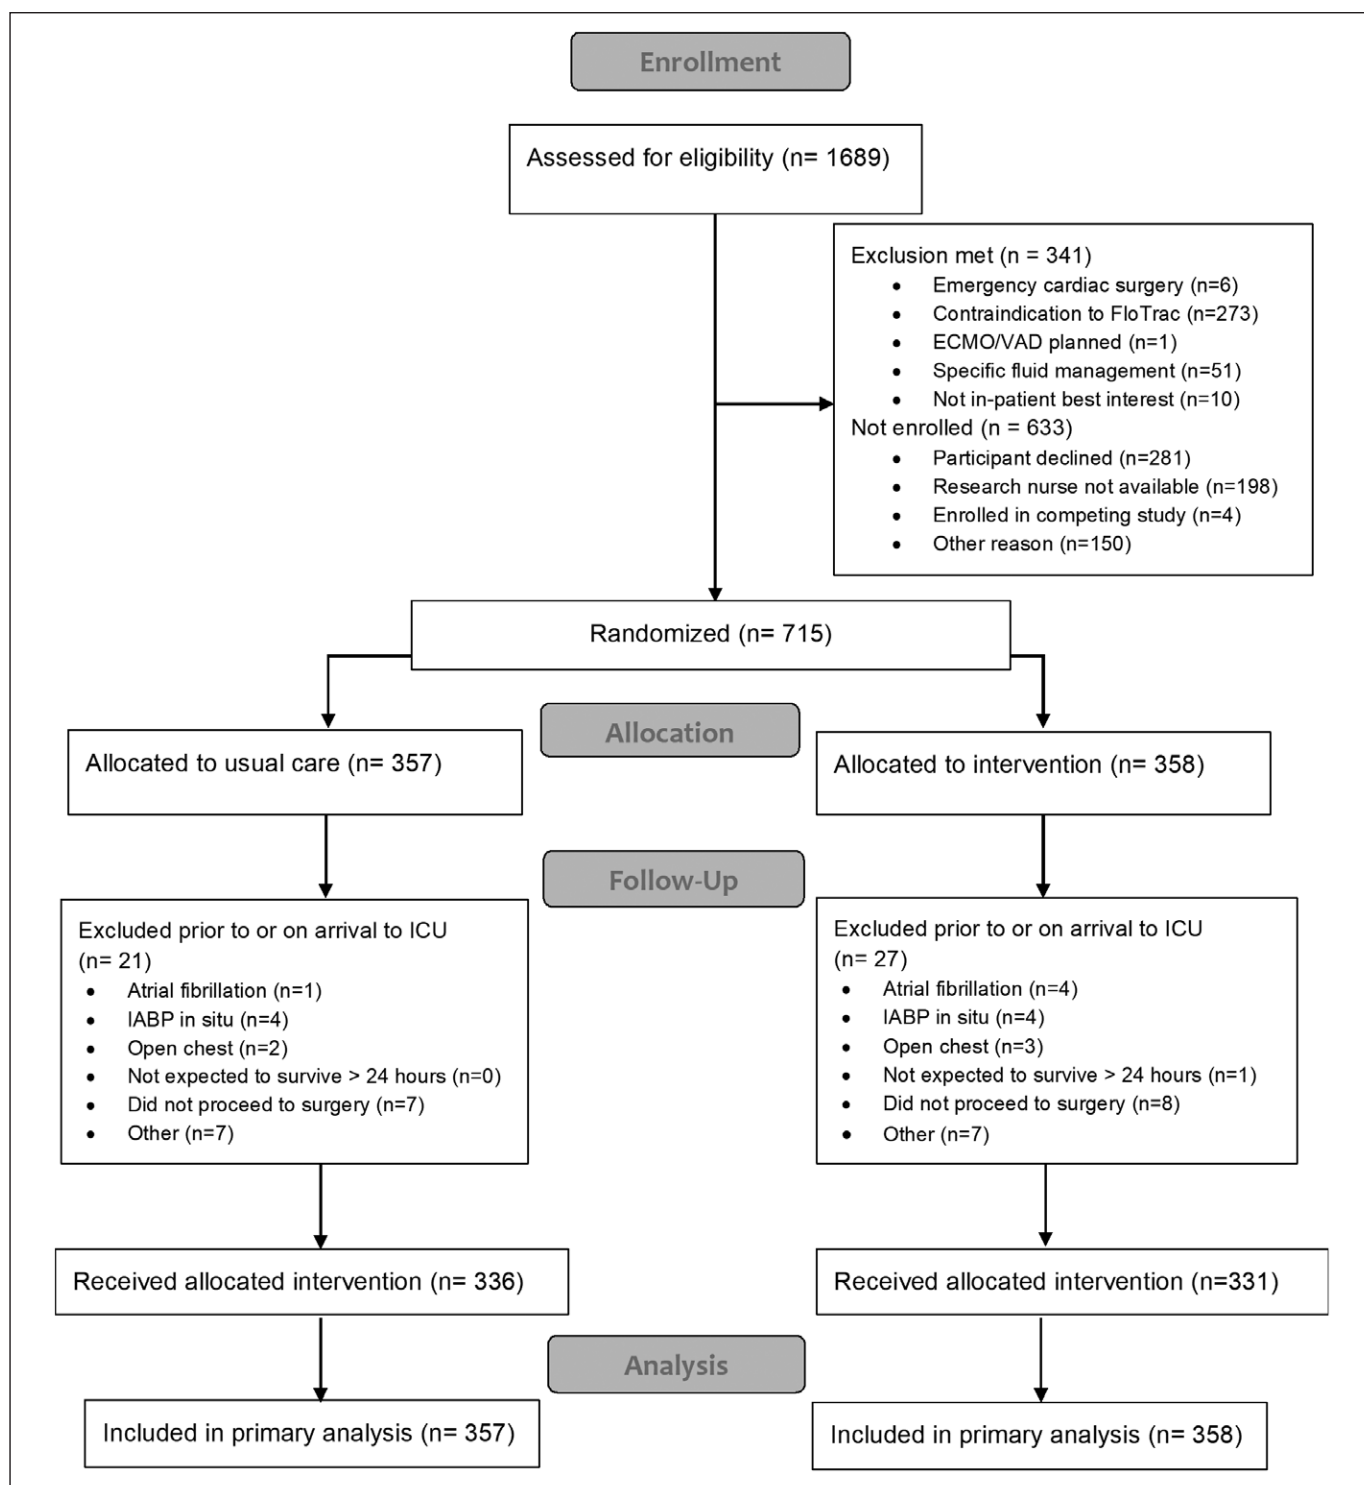 Enrollment
Assessed for eligibility (n= 1689)
Exclusion met (n = 341)
• Emergency cardiac surgery (n=6)
• Contraindication to FloTrac (n=273)
• ECMO/VAD planned (n=1)
• Specific fluid management (n=51)
• Not in-patient best interest (n=10)
Not enrolled (n = 633)
• Participant declined (n=281)
• Research nurse not available (n=198)
• Enrolled in competing study (n=4)
• Other reason (n=150)
Randomized (n= 715)
Allocation
Allocated to usual care (n= 357)
Allocated to intervention (n= 358)
Follow-Up
Excluded prior to or on arrival to ICU
(n= 21)
• Atrial fibrillation (n=1)
• IABP in situ (n=4)
• Open chest (n=2)
• Not expected to survive > 24 hours (n=0)
• Did not proceed to surgery (n=7)
• Other (n=7)
Excluded prior to or on arrival to ICU
(n= 27)
• Atrial fibrillation (n=4)
• IABP in situ (n=4)
• Open chest (n=3)
• Not expected to survive > 24 hours (n=1)
• Did not proceed to surgery (n=8)
• Other (n=7)
Received allocated intervention (n= 336)
Received allocated intervention (n=331)
Analysis
Included in primary analysis (n= 357)
Included in primary analysis (n= 358)